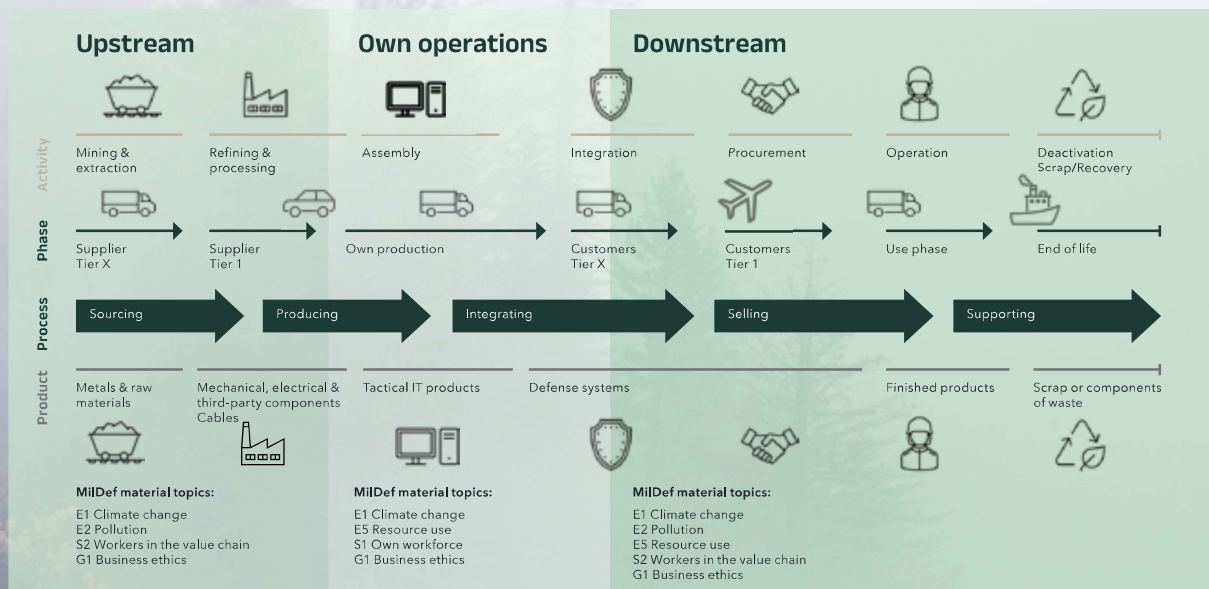 Upstream
Own operations
Downstream
Activity
Mining &
extraction
Refining &
processing
Assembly
Integration
Procurement
Operation
Deactivation
Scrap/Recovery
Phase
Supplier
Tier X
Supplier
Tier 1
Own production
Customers
Tier X
Customers
Tier 1
Use phase
End of life
Process
Sourcing
Producing
Integrating
Selling
Supporting
Product
Metals & raw
materials
Mechanical, electrical &
third-party components
Cables
Tactical IT products
Defense systems
Finished products
Scrap or components
of waste
MilDef material topics:
E1 Climate change
E2 Pollution
S2 Workers in the value chain
G1 Business ethics
MilDef material topics:
E1 Climate change
E5 Resource use
S1 Own workforce
G1 Business ethics
MilDef material topics:
E1 Climate change
E2 Pollution
E5 Resource use
S2 Workers in the value chain
G1 Business ethics